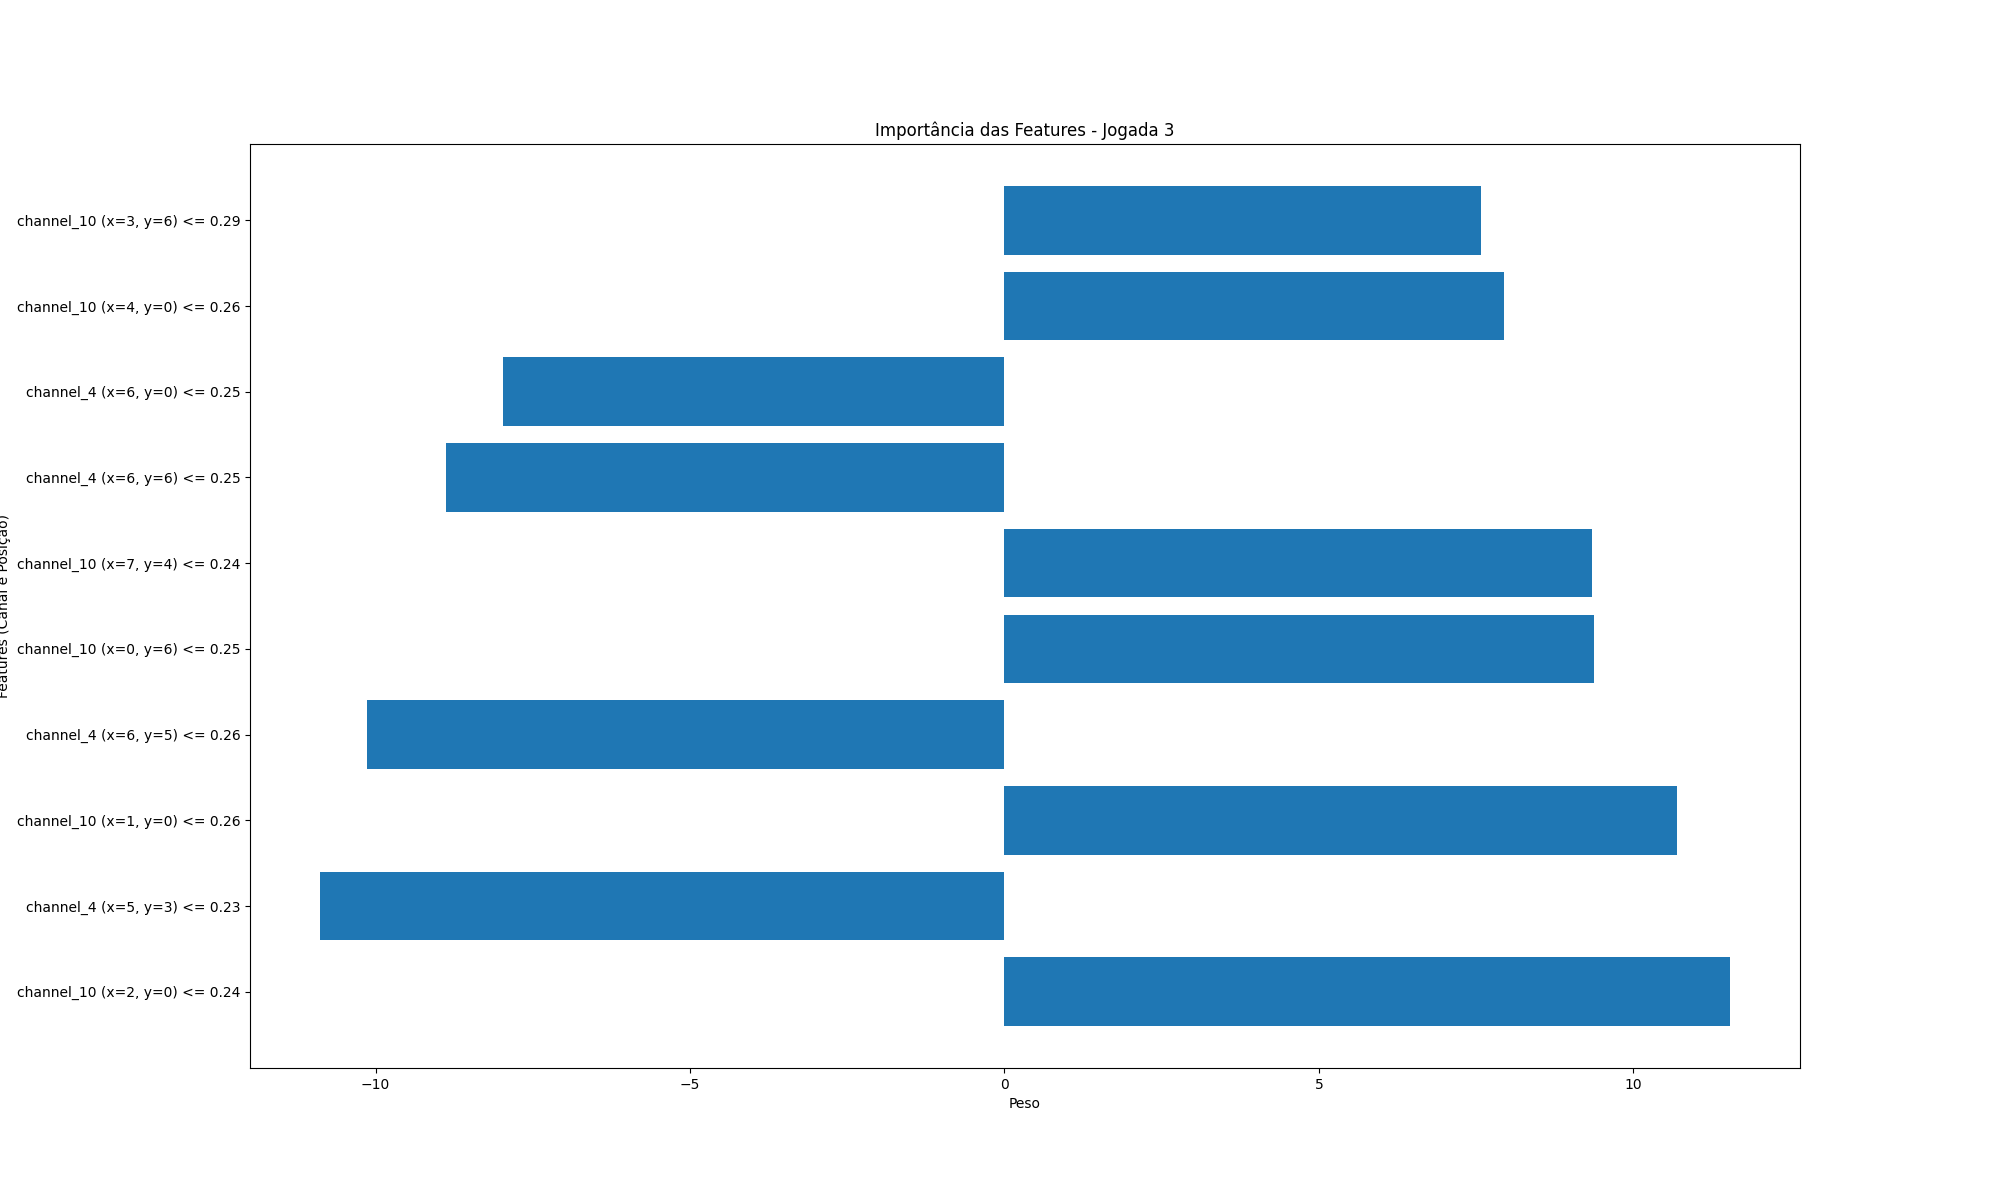 Importância das Features - Jogada 3
channel_10 (x=3, y=6) <= 0.29
channel_10 (x=4, y=0) <= 0.26
channel_4 (x=6, y=0) <= 0.25
channel_4 (x=6, y=6) <= 0.25
channel_10 (x=7, y=4) <= 0.24
channel_10 (x=0, y=6) <= 0.25
channel_4 (x=6, y=5) <= 0.26
channel_10 (x=1, y=0) <= 0.26
channel_4 (x=5, y=3) <= 0.23
channel_10 (x=2, y=0) <= 0.24
Features (Canal e Posição)
−10 −5 0 5 10
Peso